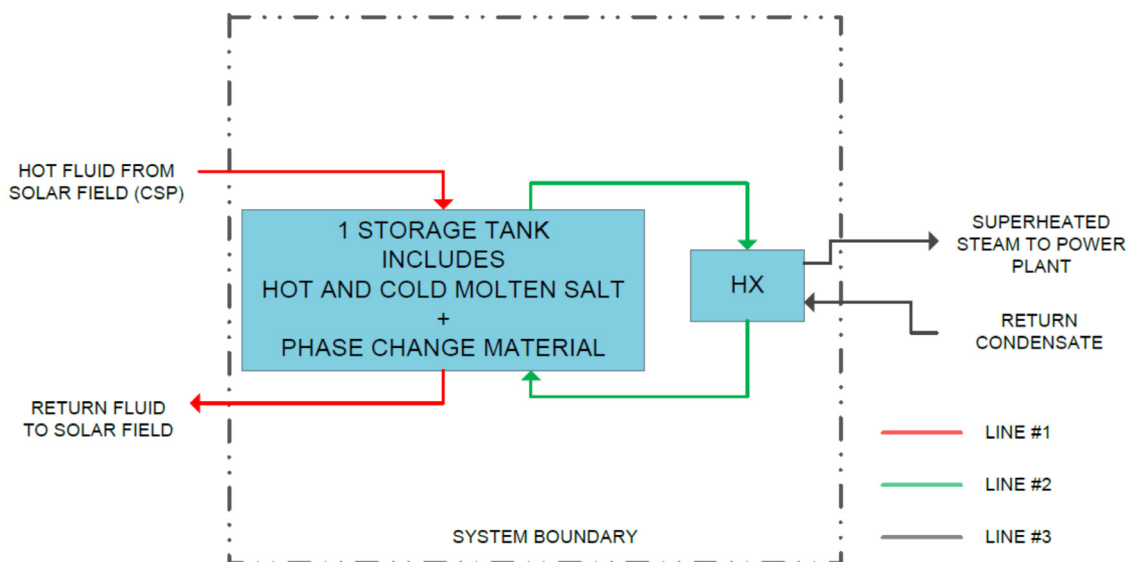 HOT FLUID FROM
SOLAR FIELD (CSP)
1 STORAGE TANK
INCLUDES
HOT AND COLD MOLTEN SALT
+
PHASE CHANGE MATERIAL
HX
SUPERHEATED
STEAM TO POWER
PLANT
RETURN
CONDENSATE
RETURN FLUID
TO SOLAR FIELD
LINE #1
LINE #2
LINE #3
SYSTEM BOUNDARY